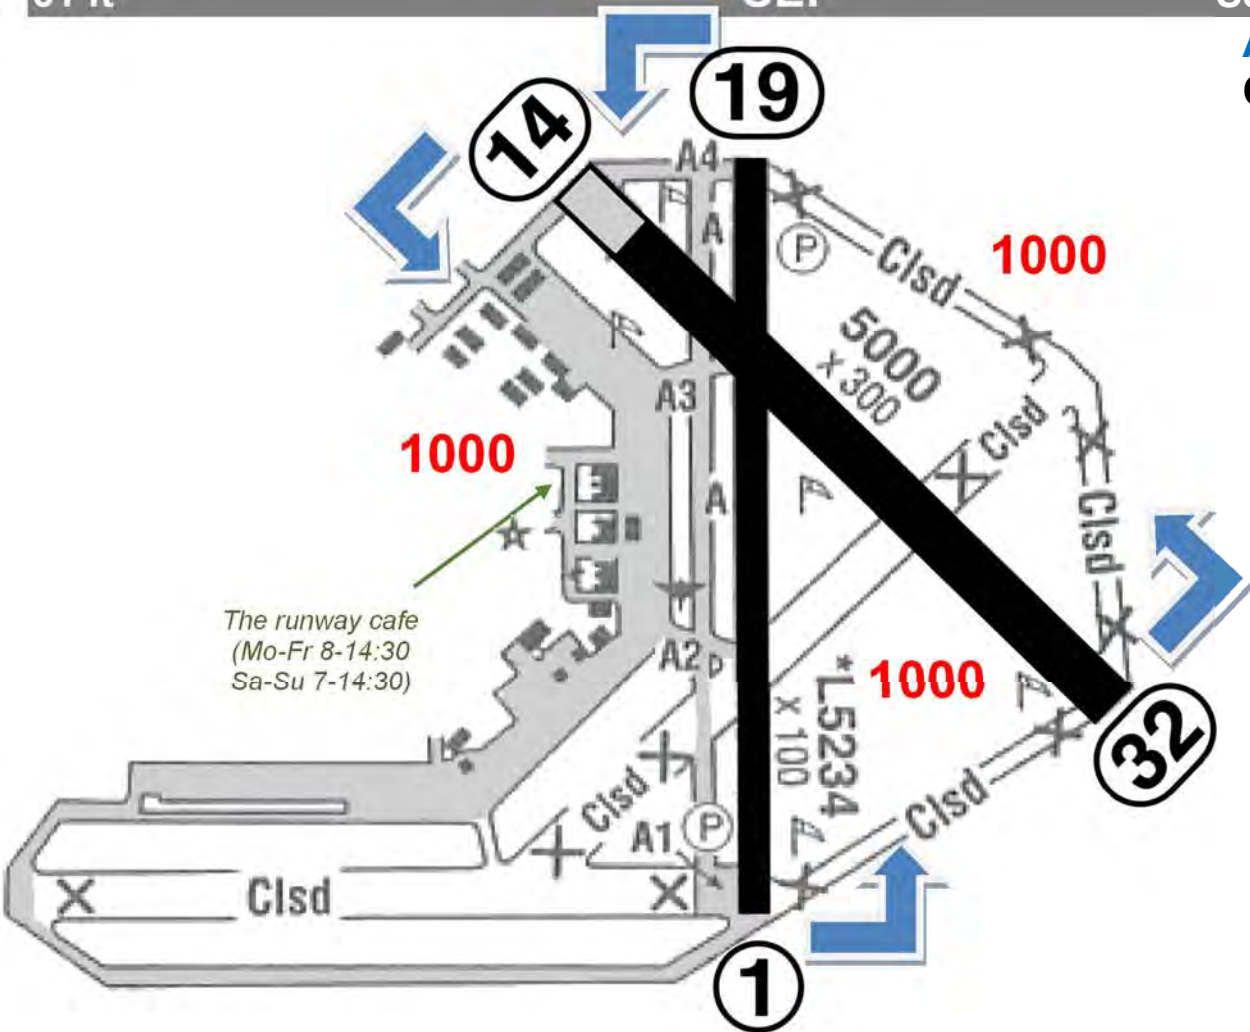 19
14
A4
A
P
Clsd
1000
5000
x 300
A3
Clsd
1000
A
Clsd
The runway cafe
(Mo-Fr 8-14:30
Sa-Su 7-14:30)
A2
P
1000
*L5234
x 100
32
Clsd
A1
P
Clsd
Clsd
1